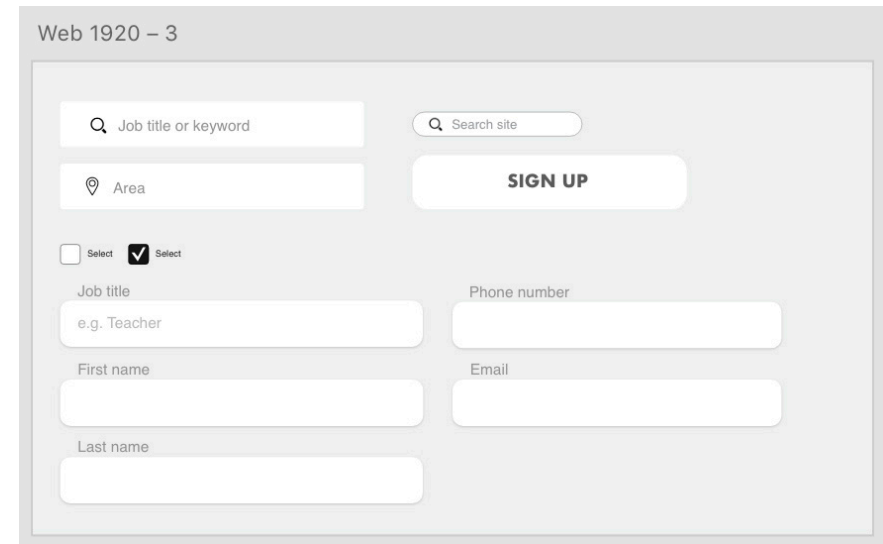 Web 1920 – 3
Job title or keyword
Search site
Area
SIGN UP
Select Select
Job title
Phone number
e.g. Teacher
First name
Email
Last name